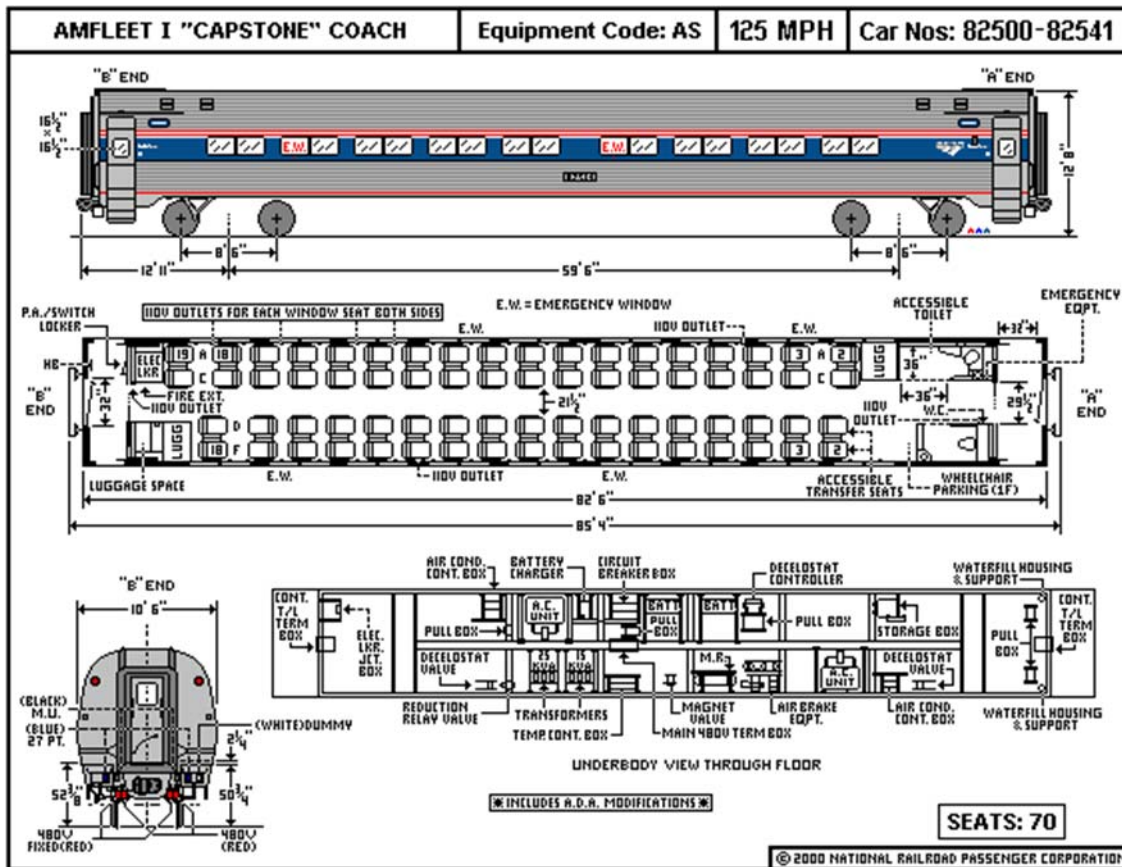 AMFLEET I "CAPSTONE" COACH
Equipment Code: AS
125 MPH
Car Nos: 82500-82541
"B" END
"A" END
16½"
x
16½"
E.W.
E.W.
12' 8"
8' 6"
8' 6"
12' 11"
59' 6"
E.W. = EMERGENCY WINDOW
P.A./SWITCH
LOCKER
110V OUTLETS FOR EACH WINDOW SEAT BOTH SIDES
E.W.
110V OUTLET
E.W.
ACCESSIBLE
TOILET
EMERGENCY
EQPT.
32"
HB
ELEC
LKR
19
A
18
C
3
A
2
C
LUGG
36"
36"
"B"
END
32"
FIRE EXT.
110V OUTLET
21½"
110V
OUTLET
W.C.
29½"
"A"
END
LUGG
D
18
F
3
2
LUGGAGE SPACE
E.W.
110V OUTLET
E.W.
ACCESSIBLE
TRANSFER SEATS
WHEELCHAIR
PARKING (1F)
82' 6"
85' 4"
"B" END
10' 6"
(BLACK)
M.U.
(BLUE)
27 PT.
(WHITE)DUMMY
2¼"
52⅜"
50¾"
480V
FIXED(RED)
480V
(RED)
AIR COND.
CONT. BOX
BATTERY
CHARGER
CIRCUIT
BREAKER BOX
DECELOSTAT
CONTROLLER
WATERFILL HOUSING
& SUPPORT
CONT.
T/L
TERM
BOX
ELEC.
LKR.
JCT.
BOX
PULL BOX
A.C.
UNIT
PULL
BOX
BATT
BATT
PULL BOX
STORAGE BOX
PULL
BOX
CONT.
T/L
TERM
BOX
DECELOSTAT
VALVE
25
KVA
15
KVA
M.R.
A.C.
UNIT
DECELOSTAT
VALVE
REDUCTION
RELAY VALVE
TRANSFORMERS
TEMP. CONT. BOX
MAGNET
VALVE
MAIN 480V TERM BOX
AIR BRAKE
EQPT.
AIR COND.
CONT. BOX
WATERFILL HOUSING
& SUPPORT
UNDERBODY VIEW THROUGH FLOOR
* INCLUDES A.D.A. MODIFICATIONS *
SEATS: 70
© 2000 NATIONAL RAILROAD PASSENGER CORPORATION